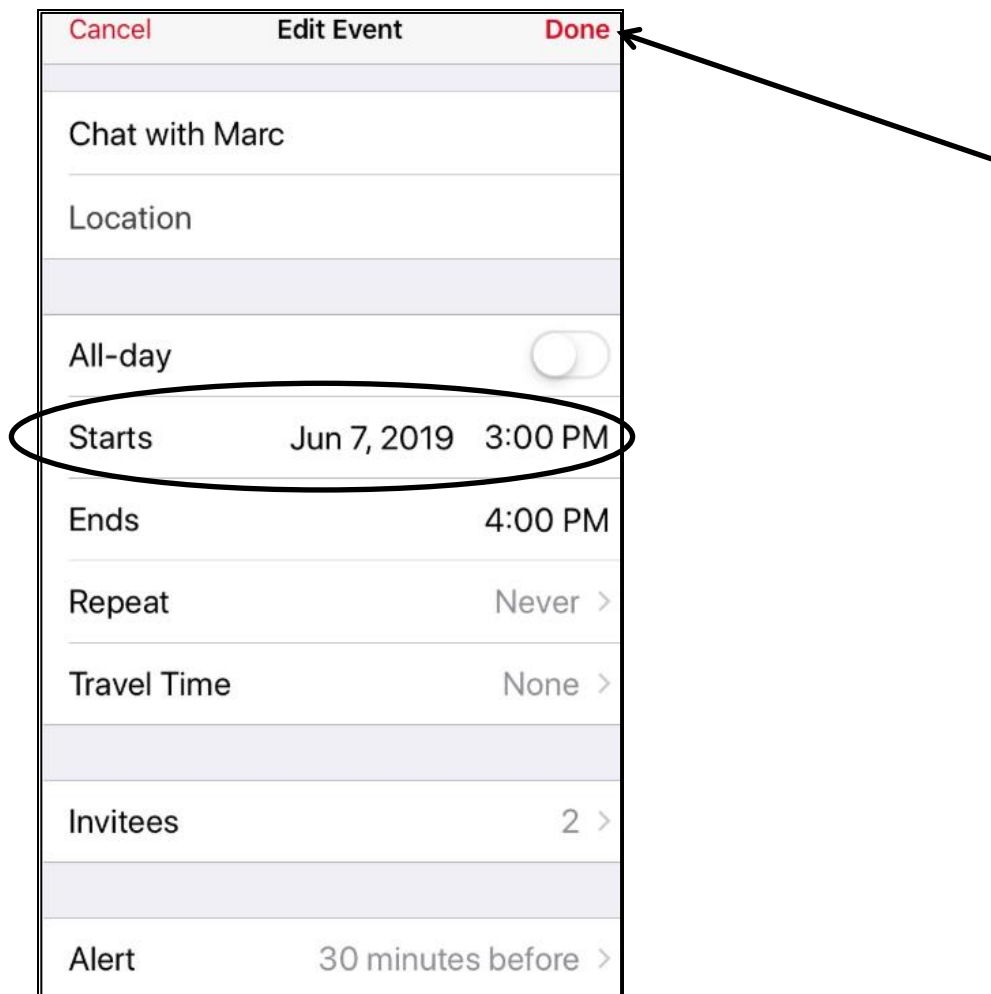 Cancel Edit Event Done
Chat with Marc
Location
All-day
Starts Jun 7, 2019 3:00 PM
Ends 4:00 PM
Repeat Never >
Travel Time None >
Invitees 2 >
Alert 30 minutes before >